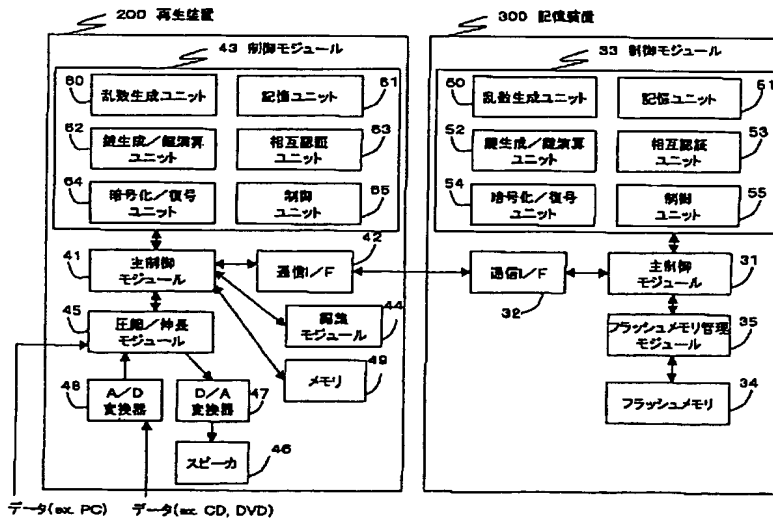 200 再生装置
43 制御モジュール
60
乱数生成ユニット
記憶ユニット
61
62
鍵生成/鍵演算
ユニット
相互認証
ユニット
63
64
暗号化/復号
ユニット
制御
ユニット
65
41
主制御
モジュール
通信I/F
42
45
圧縮/伸長
モジュール
編集
モジュール
44
48
A/D
変換器
D/A
変換器
47
メモリ
49
スピーカ
46
データ(ex. PC)
データ(ex. CD, DVD)
300 記憶装置
33 制御モジュール
50
乱数生成ユニット
記憶ユニット
51
52
鍵生成/鍵演算
ユニット
相互認証
ユニット
53
54
暗号化/復号
ユニット
制御
ユニット
55
通信I/F
32
主制御
モジュール
31
フラッシュメモリ管理
モジュール
35
フラッシュメモリ
34